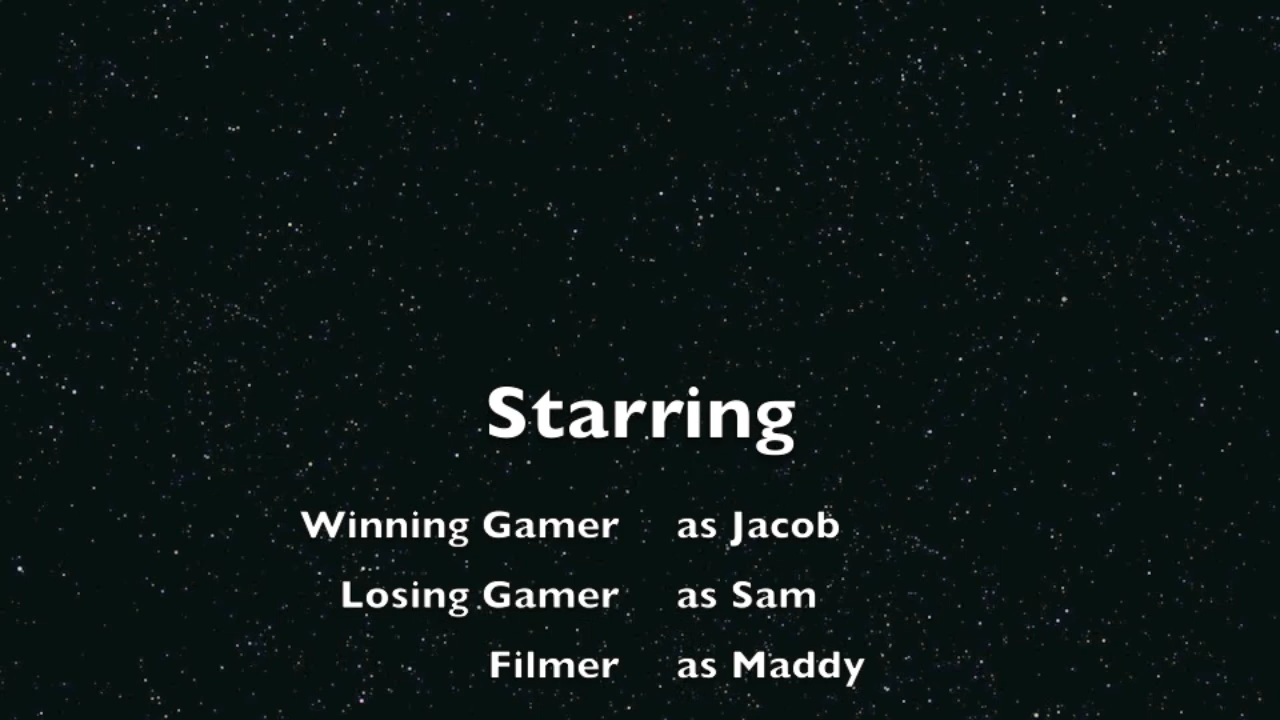 Starring
Winning Gamer as Jacob
Losing Gamer as Sam
Filmer as Maddy